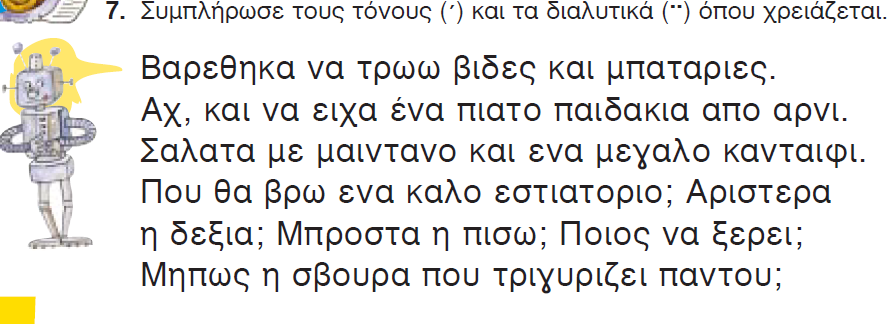 7. Συμπλήρωσε τους τόνους (΄) και τα διαλυτικά (¨) όπου χρειάζεται.
Βαρεθηκα να τρωω βιδες και μπαταριες.
Αχ, και να ειχα ένα πιατο παιδακια απο αρνι.
Σαλατα με μαιντανο και ενα μεγαλο κανταιφι.
Που θα βρω ενα καλο εστιατοριο; Αριστερα
η δεξια; Μπροστα η πισω; Ποιος να ξερει;
Μηπως η σβουρα που τριγυριζει παντου;